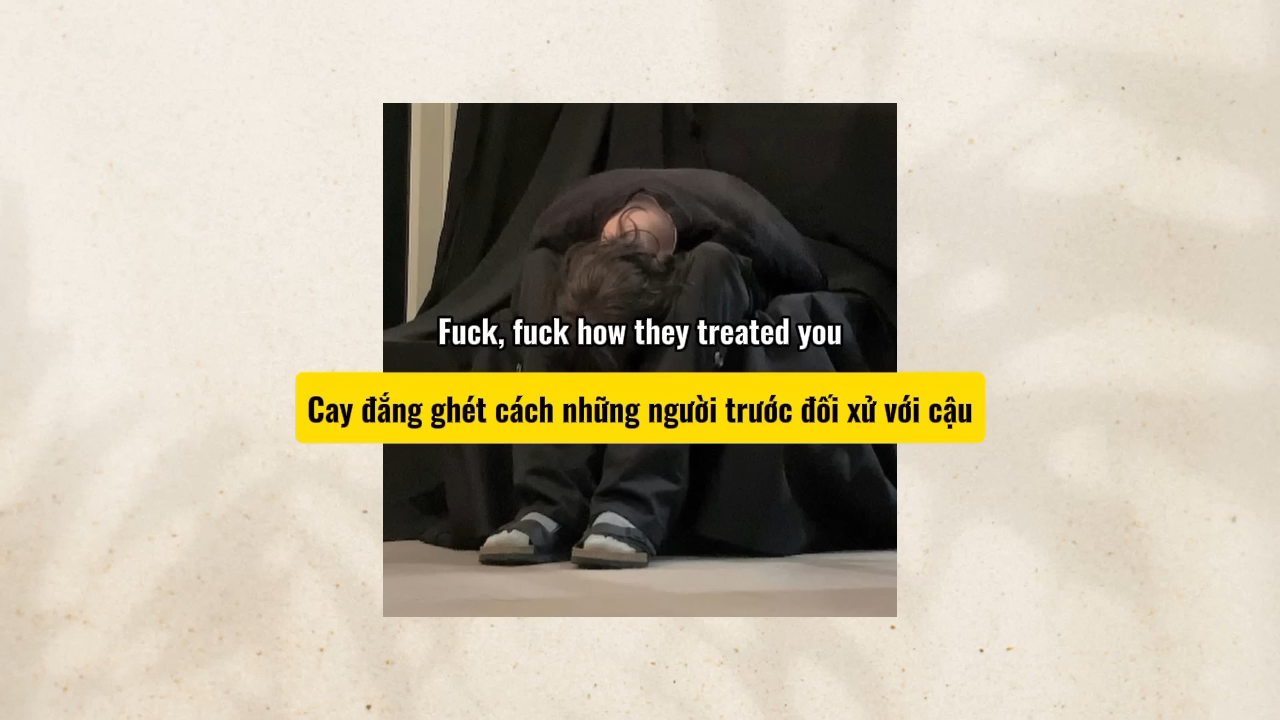 Fuck, fuck how they treated you
Cay đắng ghét cách những người trước đối xử với cậu